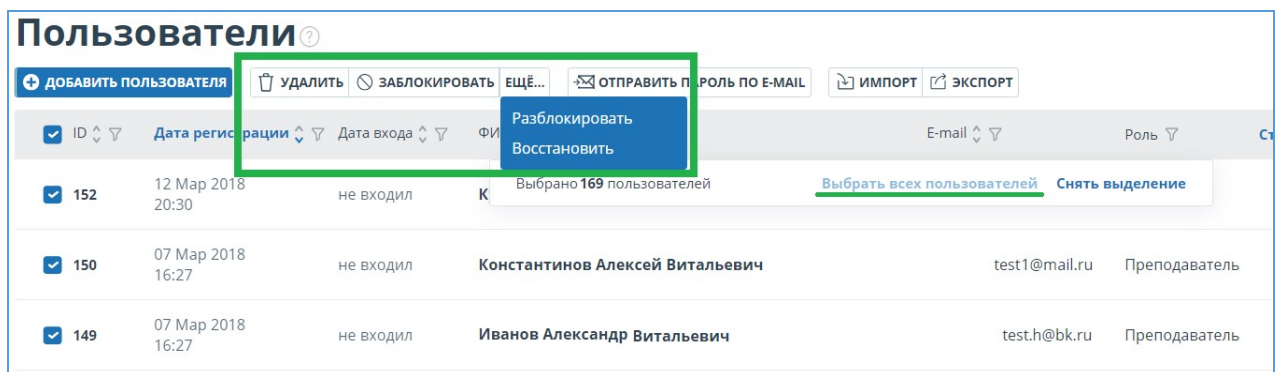 Пользователи ?
ДОБАВИТЬ ПОЛЬЗОВАТЕЛЯ УДАЛИТЬ ЗАБЛОКИРОВАТЬ ЕЩЁ... ОТПРАВИТЬ ПАРОЛЬ ПО E-MAIL ИМПОРТ ЭКСПОРТ
Разблокировать
Восстановить
ID Дата регистрации Дата входа E-mail Роль
Выбрано 169 пользователей Выбрать всех пользователей Снять выделение
152 12 Мар 2018 не входил К
20:30
150 07 Мар 2018 не входил Константинов Алексей Витальевич test1@mail.ru Преподаватель
16:27
149 07 Мар 2018 не входил Иванов Александр Витальевич test.h@bk.ru Преподаватель
16:27